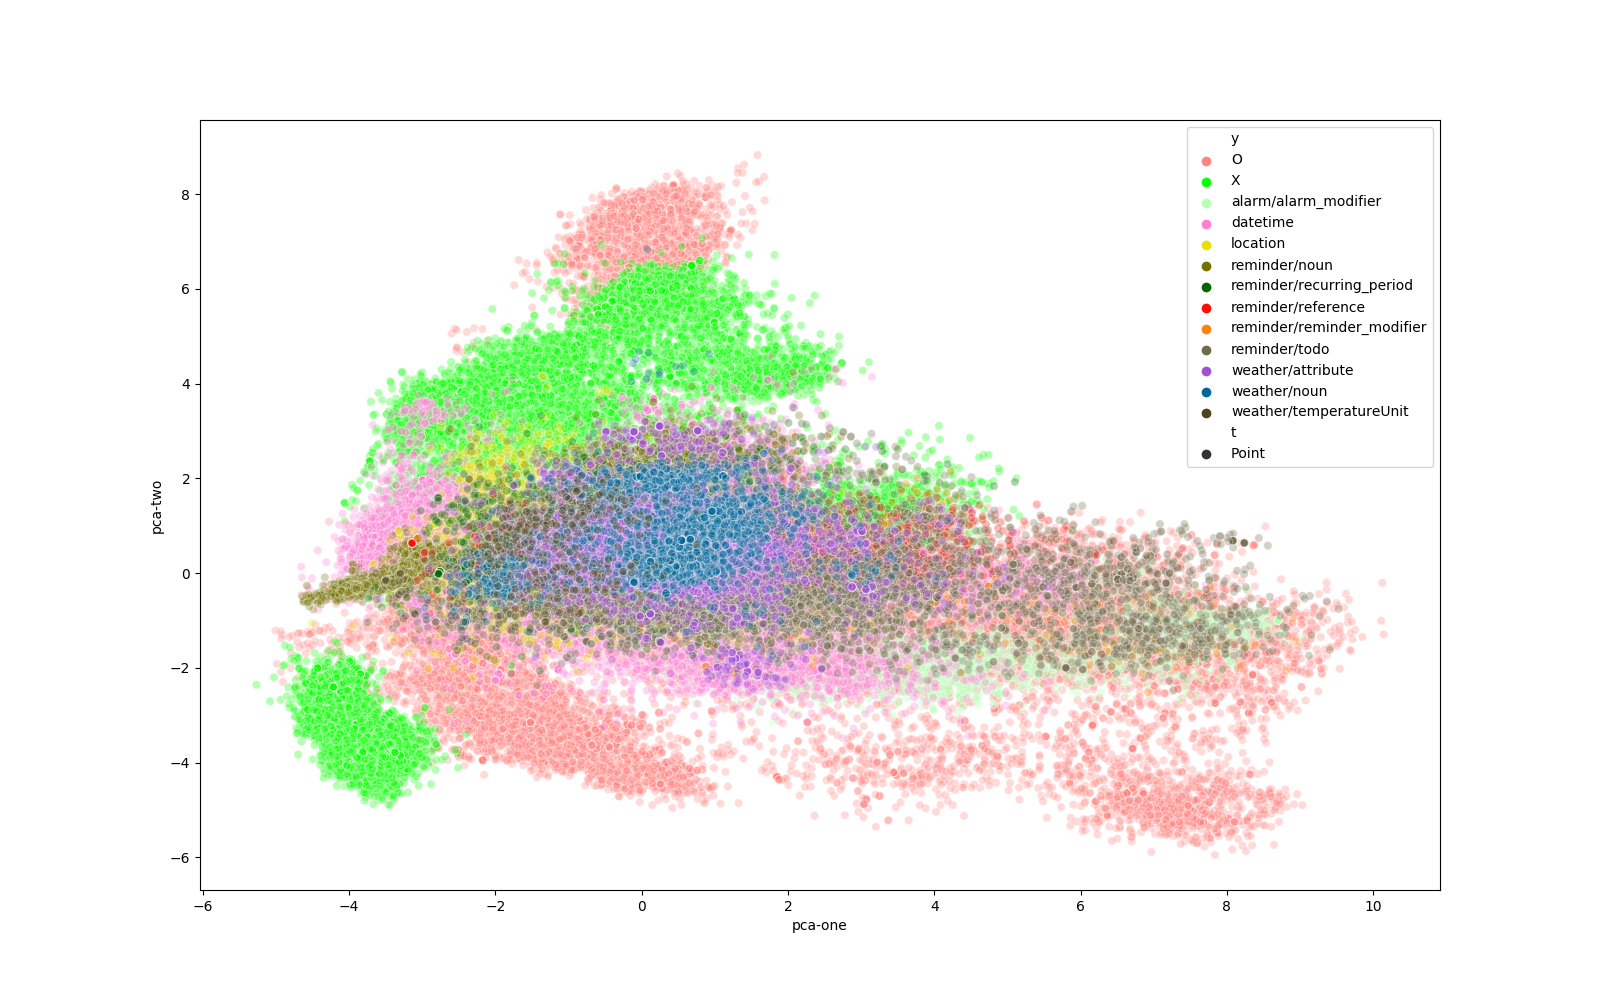 y
O
X
alarm/alarm_modifier
datetime
location
reminder/noun
reminder/recurring_period
reminder/reference
reminder/reminder_modifier
reminder/todo
weather/attribute
weather/noun
weather/temperatureUnit
t
Point
8
6
4
2
0
−2
−4
−6
pca-two
−6 −4 −2 0 2 4 6 8 10
pca-one